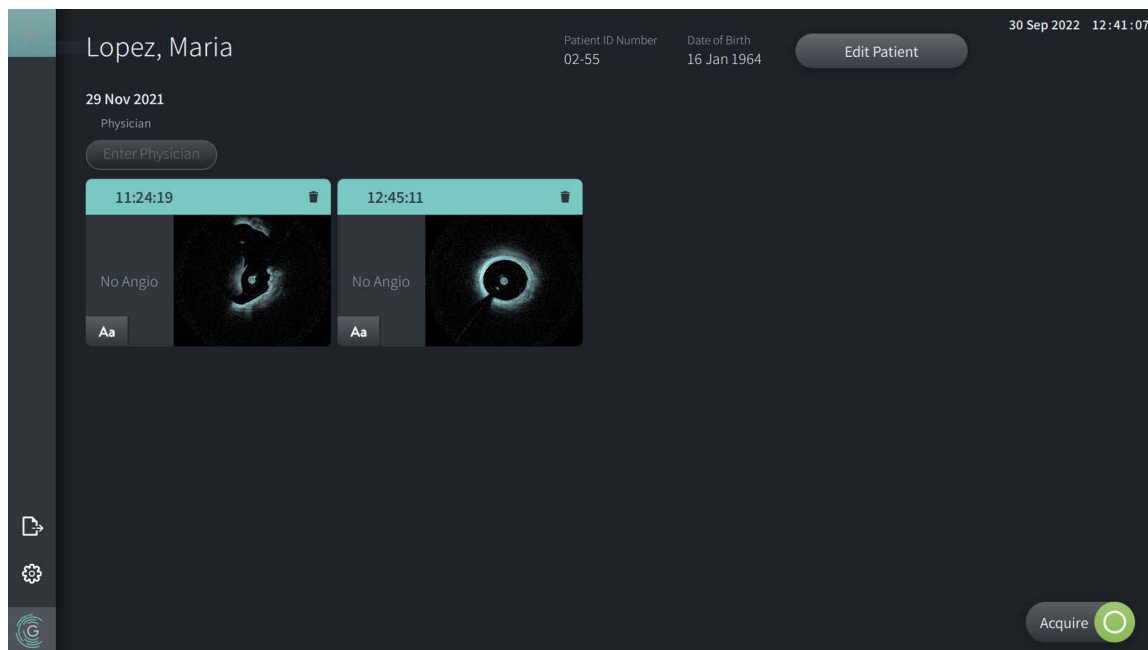 30 Sep 2022 12:41:07
Lopez, Maria
Patient ID Number
02-55
Date of Birth
16 Jan 1964
Edit Patient
29 Nov 2021
Physician
Enter Physician
11:24:19
12:45:11
No Angio
No Angio
Aa
Aa
G
Acquire